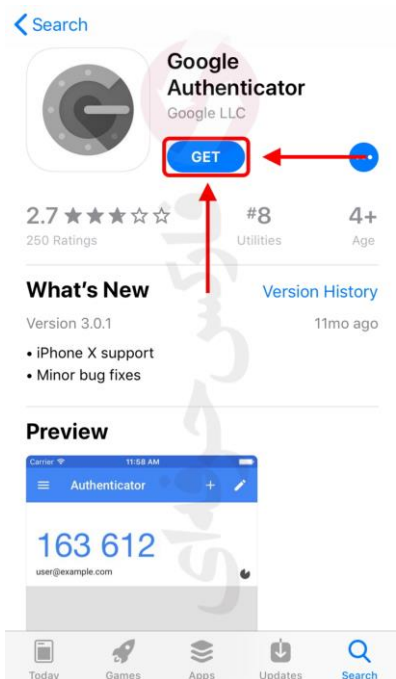 Search
Google
Authenticator
Google LLC
GET
2.7 ★★★☆☆ #8 4+
250 Ratings Utilities Age
What's New Version History
Version 3.0.1 11mo ago
• iPhone X support
• Minor bug fixes
Preview
Carrier 11:58 AM
Authenticator
163 612
user@example.com
Today Games Apps Updates Search